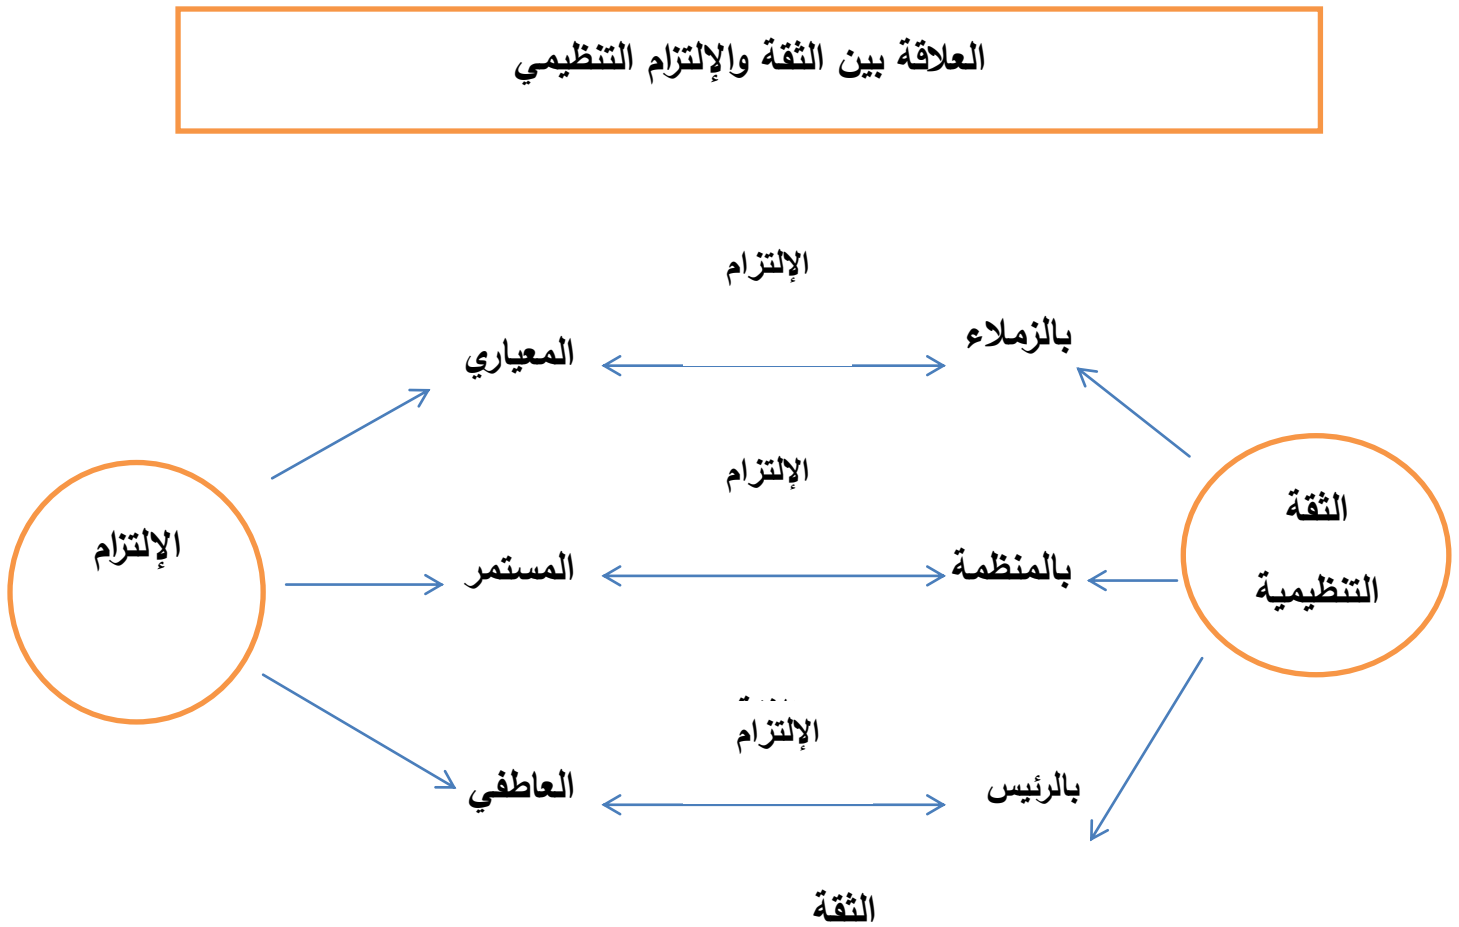 العلاقة بين الثقة والإلتزام التنظيمي
الإلتزام
بالزملاء
المعياري
الإلتزام
الثقة
التنظيمية
الإلتزام
بالمنظمة
المستمر
الإلتزام
بالرئيس
العاطفي
الثقة